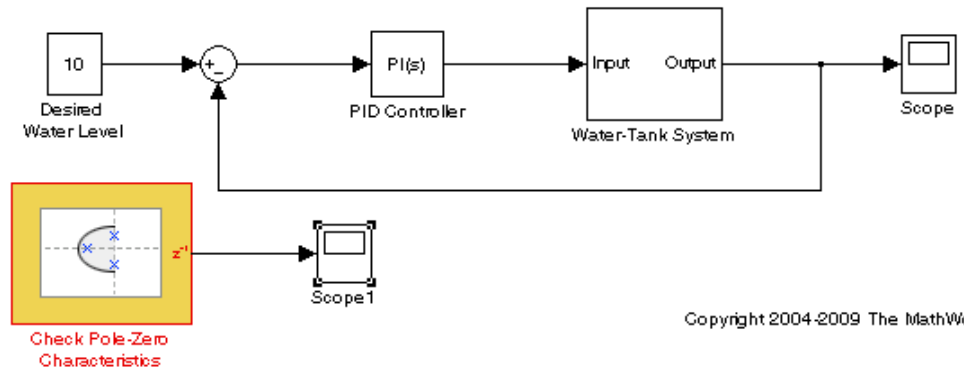 10
Desired
Water Level
+
−
PI(s)
PID Controller
Input Output
Water-Tank System
Scope
z⁻¹
Check Pole-Zero
Characteristics
Scope1
Copyright 2004-2009 The MathWo